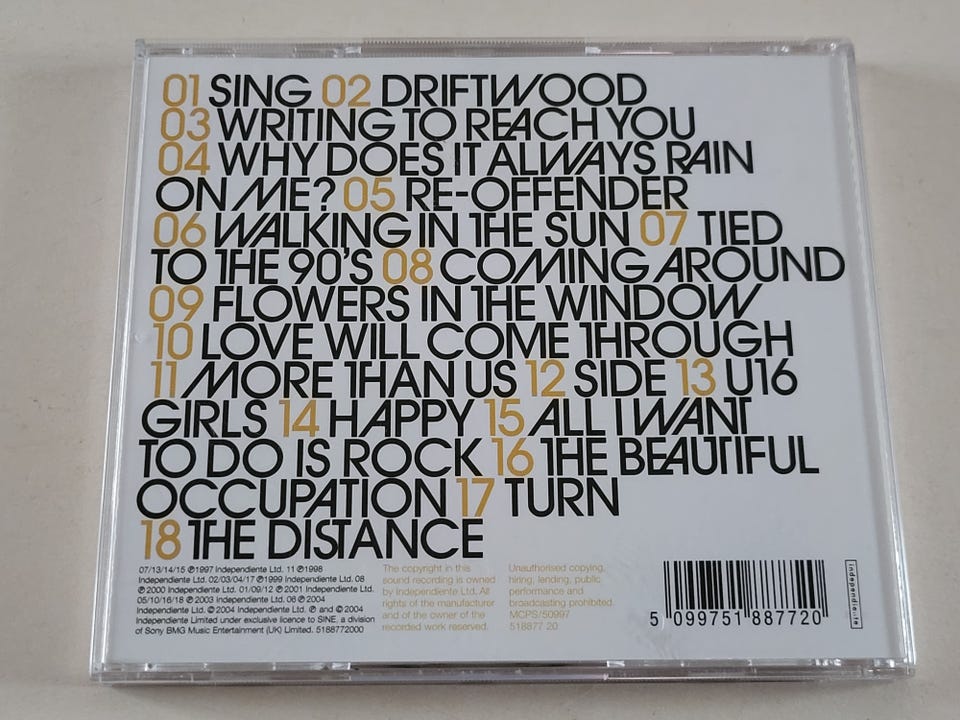 01 SING 02 DRIFTWOOD
03 WRITING TO REACH YOU
04 WHY DOES IT ALWAYS RAIN
ON ME? 05 RE-OFFENDER
06 WALKING IN THE SUN 07 TIED
TO THE 90'S 08 COMING AROUND
09 FLOWERS IN THE WINDOW
10 LOVE WILL COME THROUGH
11 MORE THAN US 12 SIDE 13 U16
GIRLS 14 HAPPY 15 ALL I WANT
TO DO IS ROCK 16 THE BEAUTIFUL
OCCUPATION 17 TURN
18 THE DISTANCE
07/13/14/15 ℗1997 Independiente Ltd. 11 ℗1998
Independiente Ltd. 02/03/04/17 ℗1999 Independiente Ltd. 08
℗2000 Independiente Ltd. 01/09/12 ℗2001 Independiente Ltd.
05/10/16/18 ℗2003 Independiente Ltd. 06 ℗2004
Independiente Ltd. ©2004 Independiente Ltd. ℗ and ©2004
Independiente Limited under exclusive licence to SINE, a division
of Sony BMG Music Entertainment (UK) Limited. 5188772000
The copyright in this
sound recording is owned
by Independiente Ltd. All
rights of the manufacturer
and of the owner of the
recorded work reserved.
Unauthorised copying,
hiring, lending, public
performance and
broadcasting prohibited.
MCPS/50997
518877 20
5 099751 887720
independiente